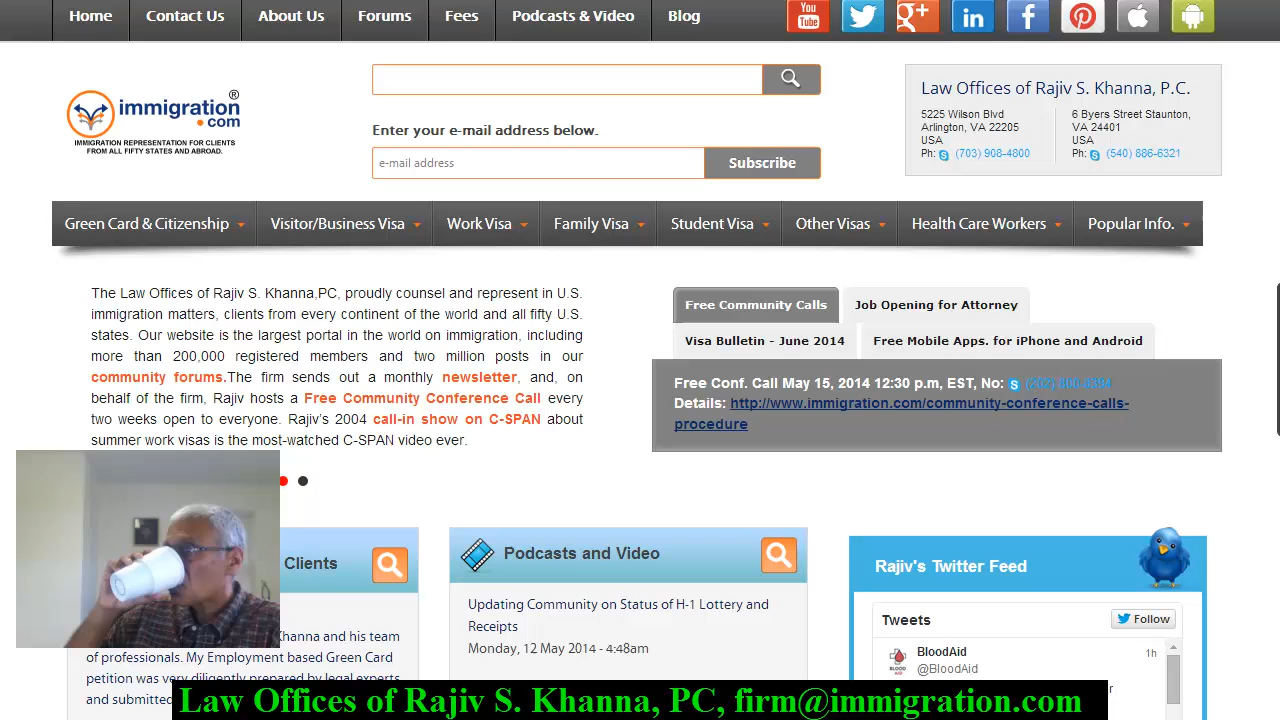 Home
Contact Us
About Us
Forums
Fees
Podcasts & Video
Blog
You
Tube
immigration®
.com
IMMIGRATION REPRESENTATION FOR CLIENTS
FROM ALL FIFTY STATES AND ABROAD.
Enter your e-mail address below.
e-mail address
Subscribe
Law Offices of Rajiv S. Khanna, P.C.
5225 Wilson Blvd
Arlington, VA 22205
USA
Ph: (703) 908-4800
6 Byers Street Staunton,
VA 24401
USA
Ph: (540) 886-6321
Green Card & Citizenship
Visitor/Business Visa
Work Visa
Family Visa
Student Visa
Other Visas
Health Care Workers
Popular Info.
The Law Offices of Rajiv S. Khanna,PC, proudly counsel and represent in U.S.
immigration matters, clients from every continent of the world and all fifty U.S.
states. Our website is the largest portal in the world on immigration, including
more than 200,000 registered members and two million posts in our
community forums.The firm sends out a monthly newsletter, and, on
behalf of the firm, Rajiv hosts a Free Community Conference Call every
two weeks open to everyone. Rajiv's 2004 call-in show on C-SPAN about
summer work visas is the most-watched C-SPAN video ever.
Free Community Calls
Job Opening for Attorney
Visa Bulletin - June 2014
Free Mobile Apps. for iPhone and Android
Free Conf. Call May 15, 2014 12:30 p.m, EST, No: (202) 800-8394
Details: http://www.immigration.com/community-conference-calls-
procedure
Clients
Khanna and his team
of professionals. My Employment based Green Card
petition was very diligently prepared by legal experts
and submitted
Podcasts and Video
Updating Community on Status of H-1 Lottery and
Receipts
Monday, 12 May 2014 - 4:48am
Rajiv's Twitter Feed
Tweets
Follow
BloodAid
1h
@BloodAid
BLOOD
AID
Law Offices of Rajiv S. Khanna, PC, firm@immigration.com